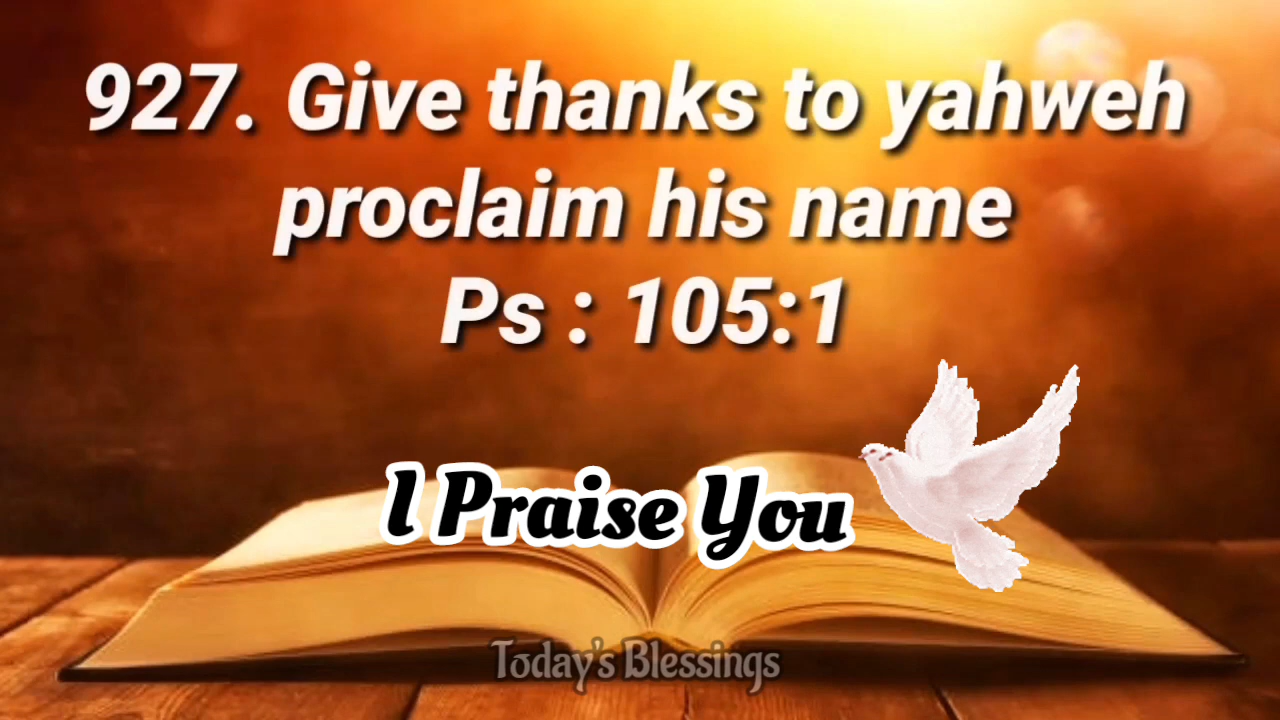 927. Give thanks to yahweh
proclaim his name
Ps : 105:1
I Praise You
Today's Blessings